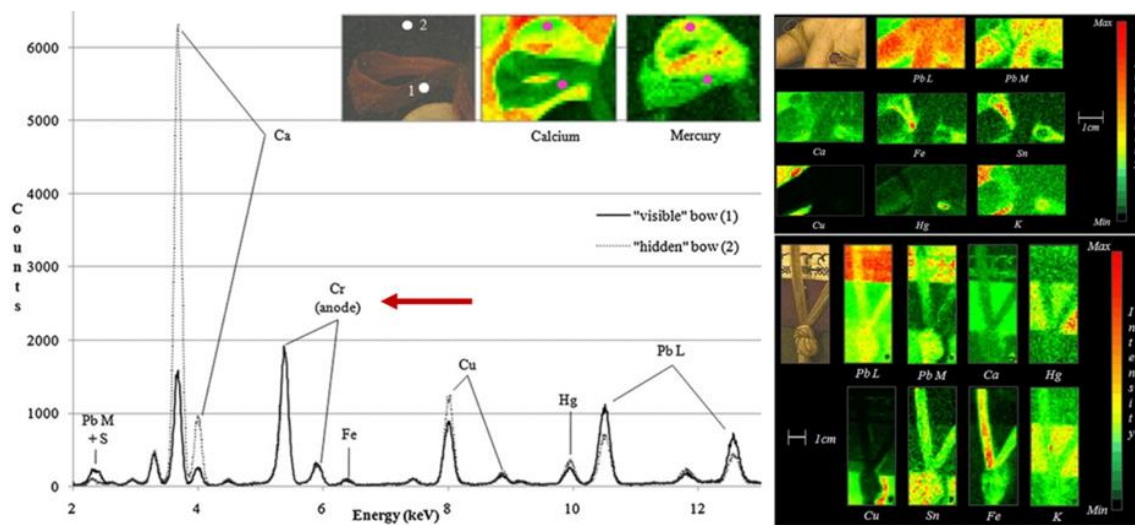 6000
5000
4000
3000
2000
1000
0
Counts
2 4 6 8 10 12
Energy (keV)
Ca
Pb M
+ S
Cr
(anode)
Fe
Cu
Hg
Pb L
"visible" bow (1)
"hidden" bow (2)
2
1
Calcium
Mercury
Pb L
Pb M
Ca
Fe
Sn
Cu
Hg
K
1cm
Max
Min
Pb L
Pb M
Ca
Hg
Cu
Sn
Fe
K
1cm
Max
Intensity
Min